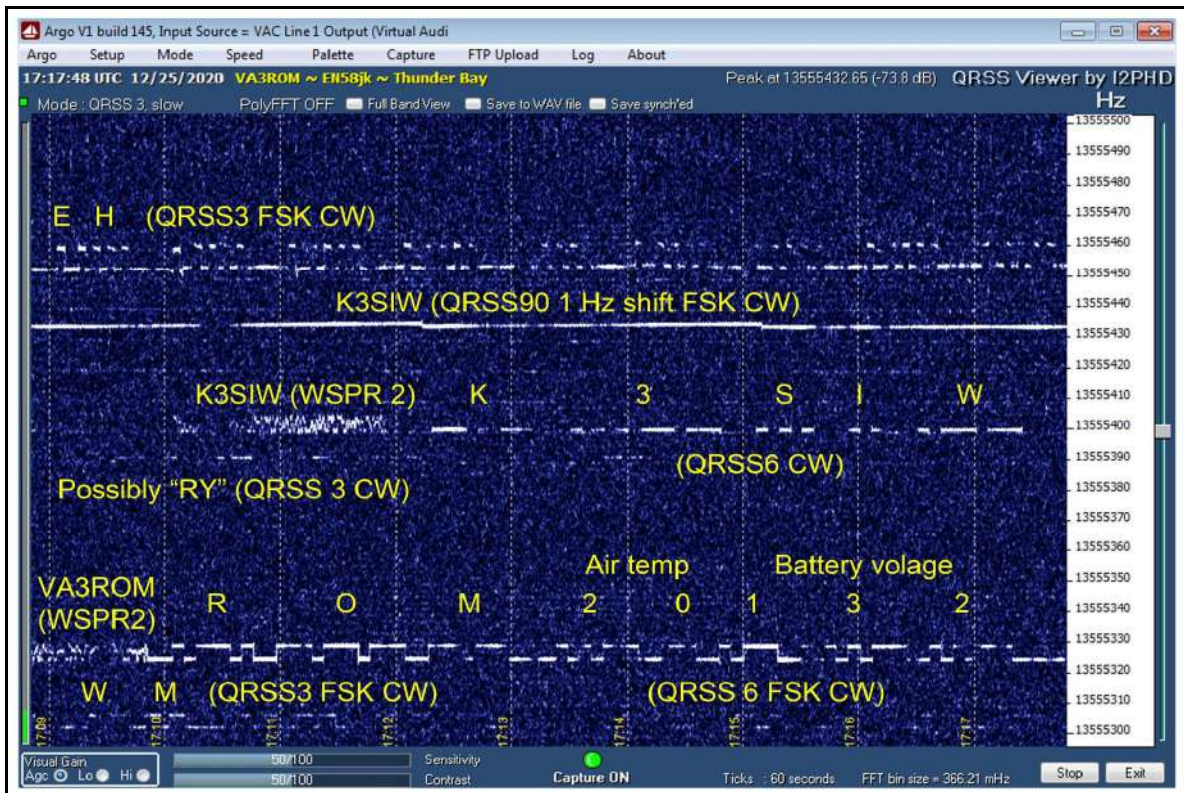 Argo V1 build 145, Input Source = VAC Line 1 Output (Virtual Audi
Argo Setup Mode Speed Palette Capture FTP Upload Log About
17:17:48 UTC 12/25/2020 VA3ROM ~ EN58jk ~ Thunder Bay Peak at 13555432.65 (-73.8 dB) QRSS Viewer by I2PHD
Mode : QRSS 3, slow PolyFFT OFF Full Band View Save to WAV file Save synch'ed Hz
13555500
13555490
13555480
13555470
E H (QRSS3 FSK CW)
13555460
13555450
K3SIW (QRSS90 1 Hz shift FSK CW)
13555440
13555430
13555420
K3SIW (WSPR 2) K 3 S I W
13555410
13555400
(QRSS6 CW)
13555390
Possibly “RY” (QRSS 3 CW)
13555380
13555370
13555360
Air temp Battery volage
13555350
VA3ROM
(WSPR2)
R O M 2 0 1 3 2
13555340
13555330
13555320
W M (QRSS3 FSK CW) (QRSS 6 FSK CW)
13555310
13555300
17:09 17:10 17:11 17:12 17:13 17:14 17:15 17:16 17:17
Visual Gain
Agc Lo Hi
50/100 Sensitivity
50/100 Contrast
Capture ON
Ticks : 60 seconds FFT bin size = 366.21 mHz
Stop Exit